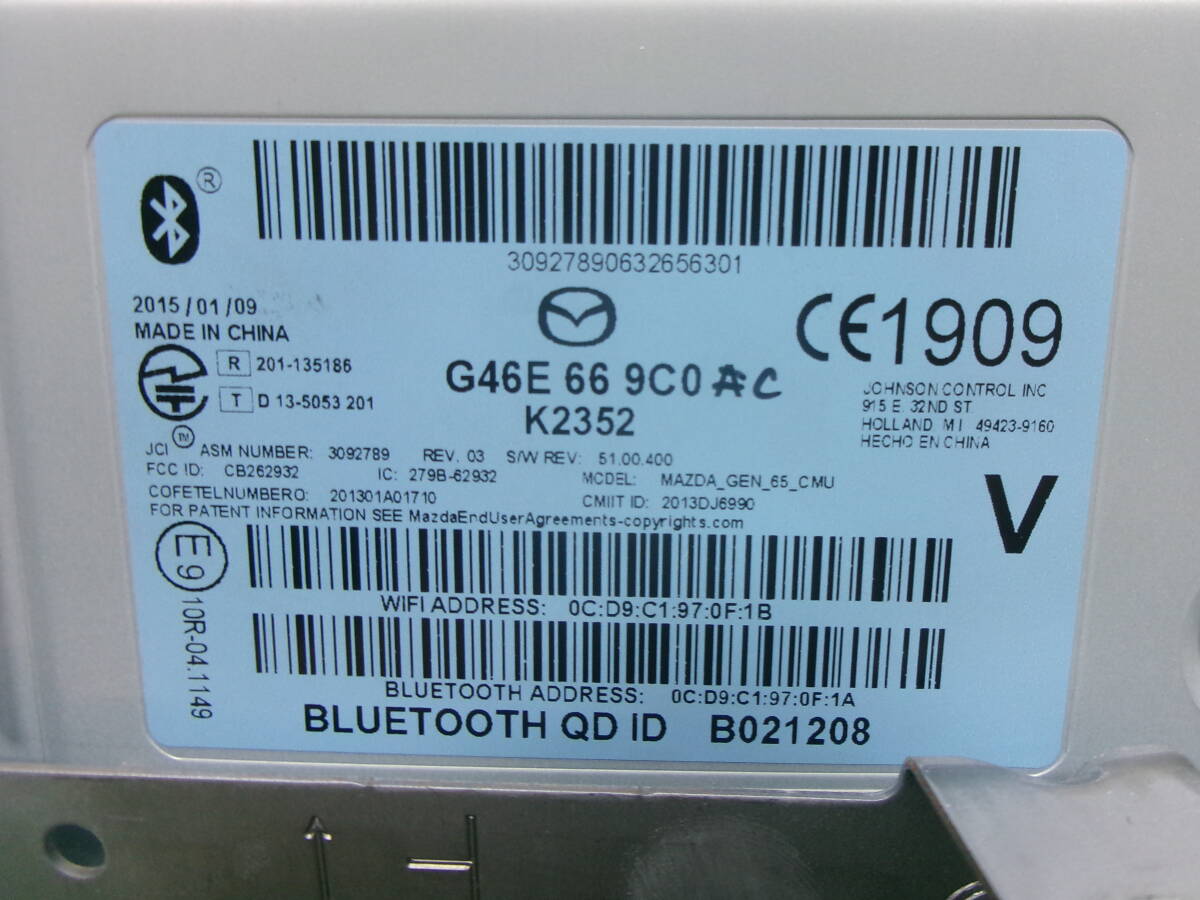 ®
30927890632656301
2015/01/09
MADE IN CHINA
R 201-135186
T D 13-5053 201
CE1909
G46E 66 9C0 AC
K2352
JOHNSON CONTROL INC
915 E. 32ND ST
HOLLAND MI 49423-9160
HECHO EN CHINA
JCI™ ASM NUMBER: 3092789 REV. 03 S/W REV: 51.00.400
FCC ID: CB262932 IC: 279B-62932 MODEL: MAZDA_GEN_65_CMU
COFETELNUMBERO: 201301A01710 CMIIT ID: 2013DJ6990
FOR PATENT INFORMATION SEE MazdaEndUserAgreements-copyrights.com
V
E9
10R-04.1149
WIFI ADDRESS: 0C:D9:C1:97:0F:1B
BLUETOOTH ADDRESS: 0C:D9:C1:97:0F:1A
BLUETOOTH QD ID B021208